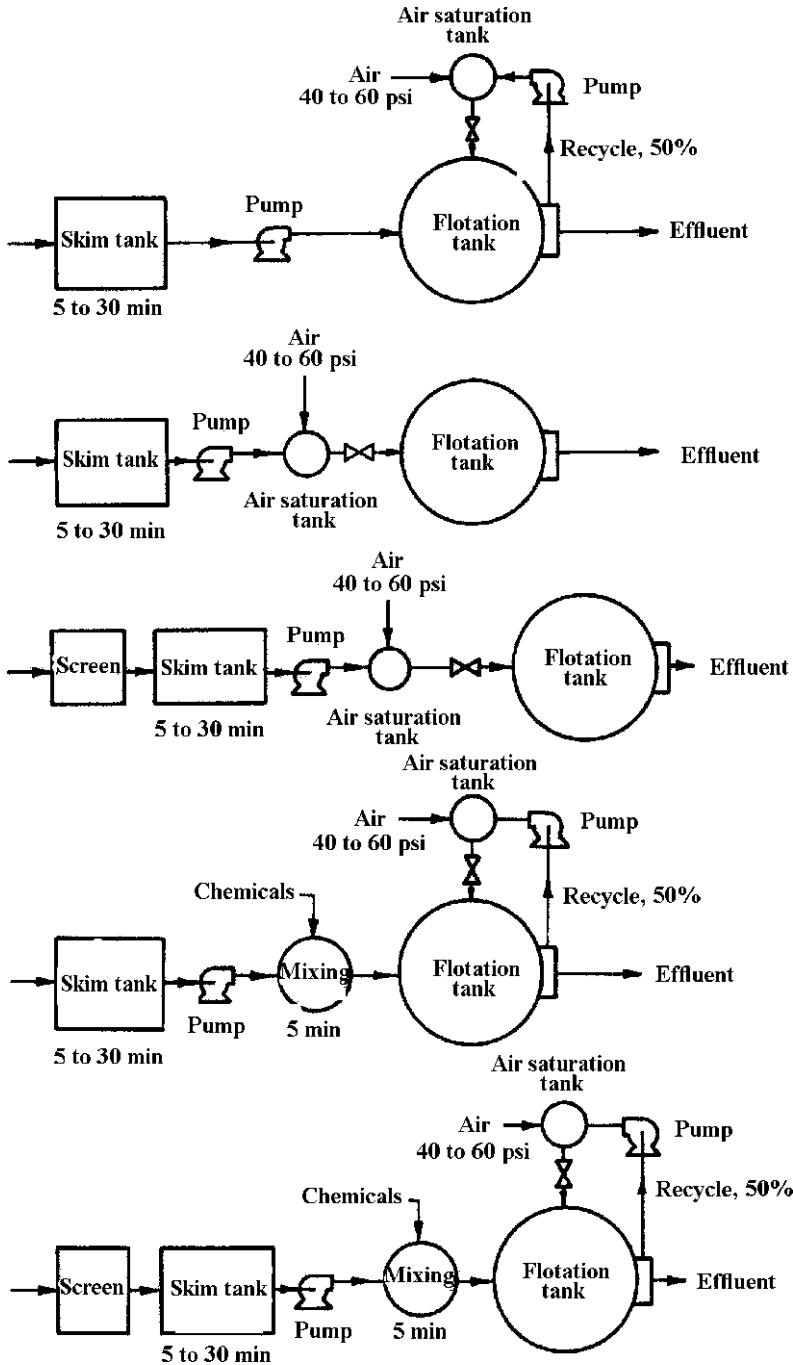 Air saturation
tank
Air
40 to 60 psi
Pump
Recycle, 50%
Pump
Skim tank
Flotation
tank
Effluent
5 to 30 min
Air
40 to 60 psi
Pump
Skim tank
Flotation
tank
Effluent
Air saturation
tank
5 to 30 min
Air
40 to 60 psi
Pump
Screen
Skim tank
Flotation
tank
Effluent
5 to 30 min
Air saturation
tank
Air saturation
tank
Air
40 to 60 psi
Pump
Chemicals
Recycle, 50%
Skim tank
Mixing
Flotation
tank
Effluent
Pump
5 min
5 to 30 min
Air saturation
tank
Air
40 to 60 psi
Pump
Chemicals
Recycle, 50%
Screen
Skim tank
Mixing
Flotation
tank
Effluent
Pump
5 min
5 to 30 min